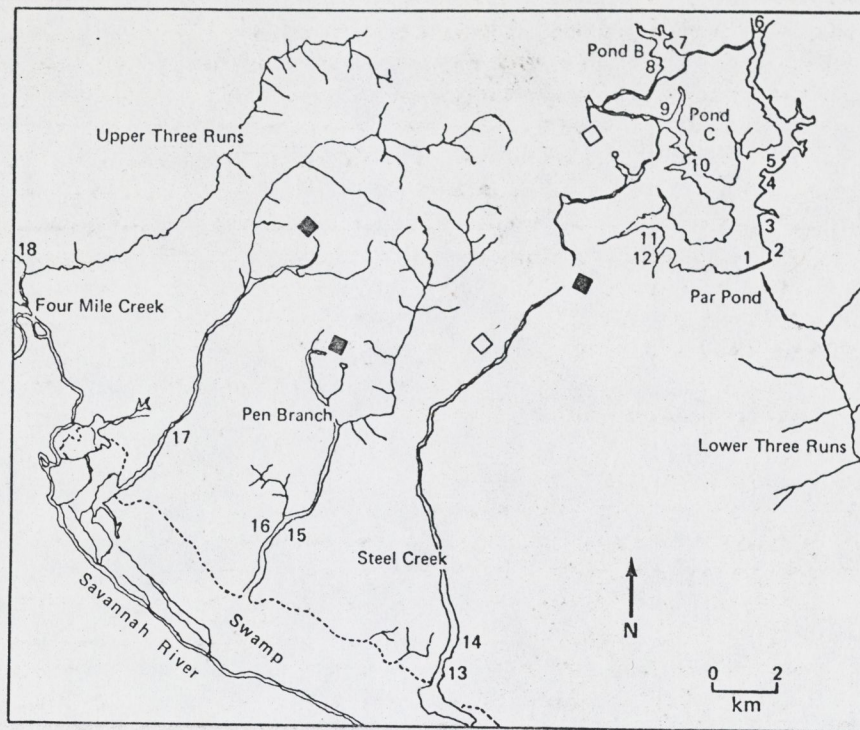 6
Pond B
7
8
Upper Three Runs
9
Pond
C
10
5
4
3
18
11
12
1
2
Par Pond
Four Mile Creek
Pen Branch
17
Lower Three Runs
16
15
Steel Creek
Savannah River
Swamp
N
14
13
0 2
km